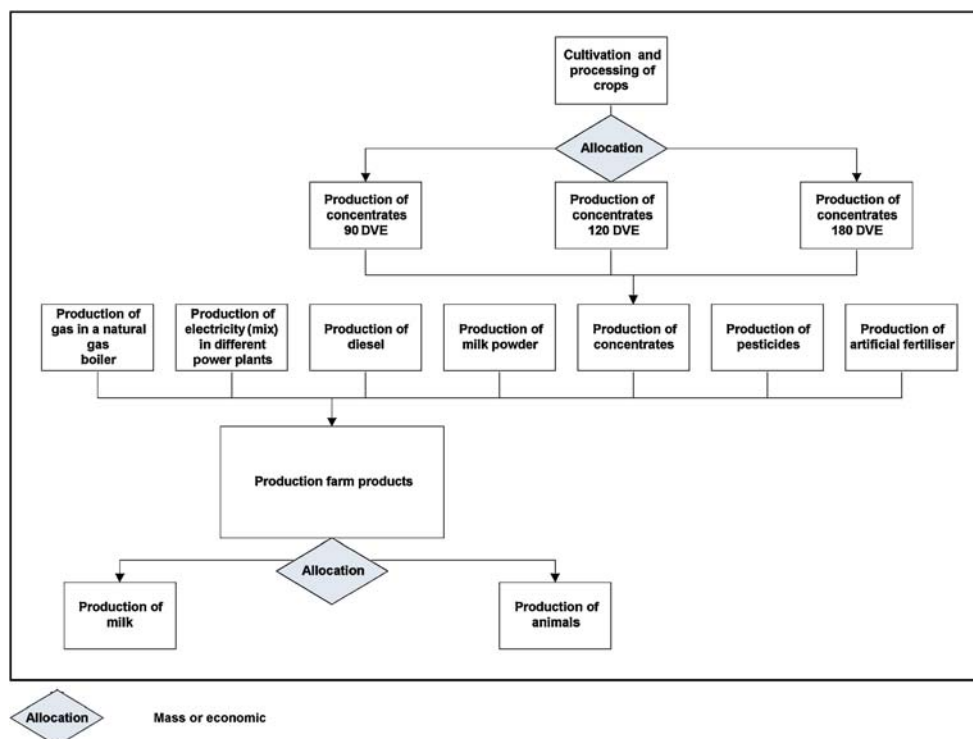 Cultivation and
processing of
crops
Allocation
Production of
concentrates
90 DVE
Production of
concentrates
120 DVE
Production of
concentrates
180 DVE
Production of
gas in a natural
gas
boiler
Production of
electricity (mix)
in different
power plants
Production of
diesel
Production of
milk powder
Production of
concentrates
Production of
pesticides
Production of
artificial fertiliser
Production farm products
Allocation
Production of
milk
Production of
animals
Allocation
Mass or economic